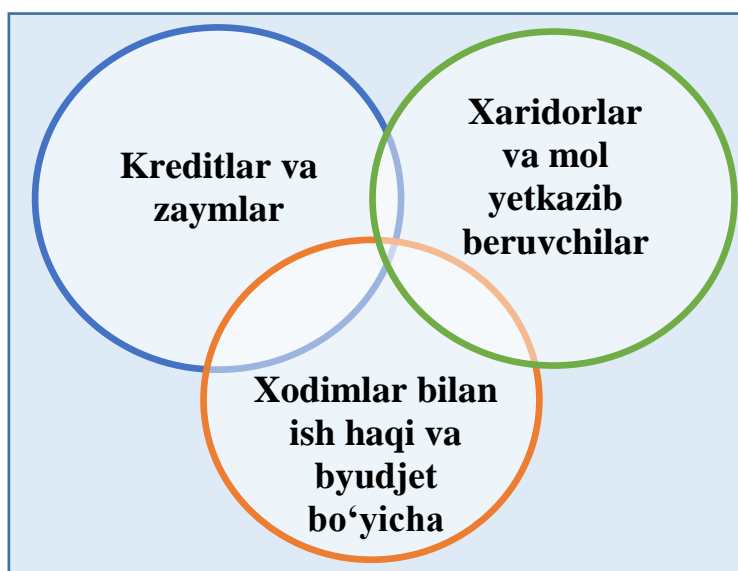 Kreditlar va
zaymlar
Xaridorlar
va mol
yetkazib
beruvchilar
Xodimlar bilan
ish haqi va
byudjet
bo‘yicha